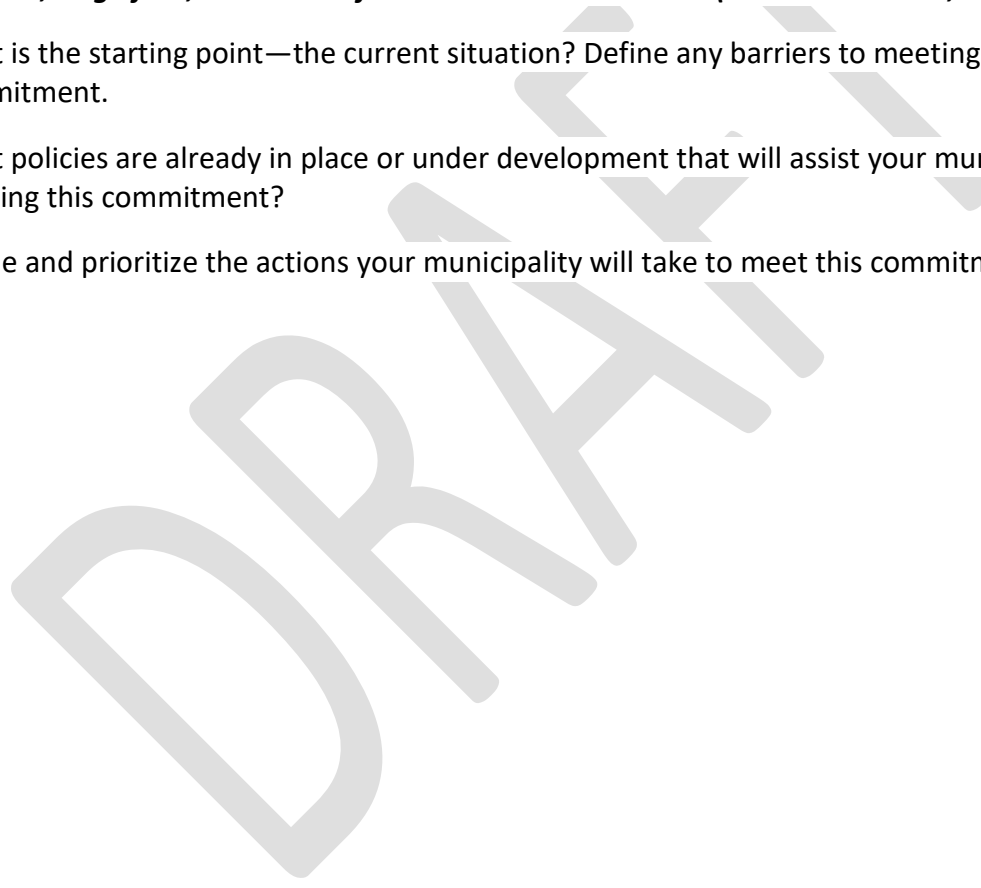 t is the starting point—the current situation? Define any barriers to meeting
mitment.
t policies are already in place or under development that will assist your mu
ing this commitment?
e and prioritize the actions your municipality will take to meet this commit
DRAFT